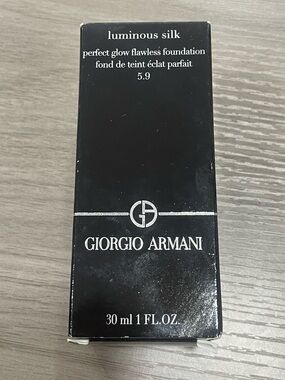 luminous silk
perfect glow flawless foundation
fond de teint éclat parfait
5.9
GIORGIO ARMANI
30 ml 1 FL.OZ.